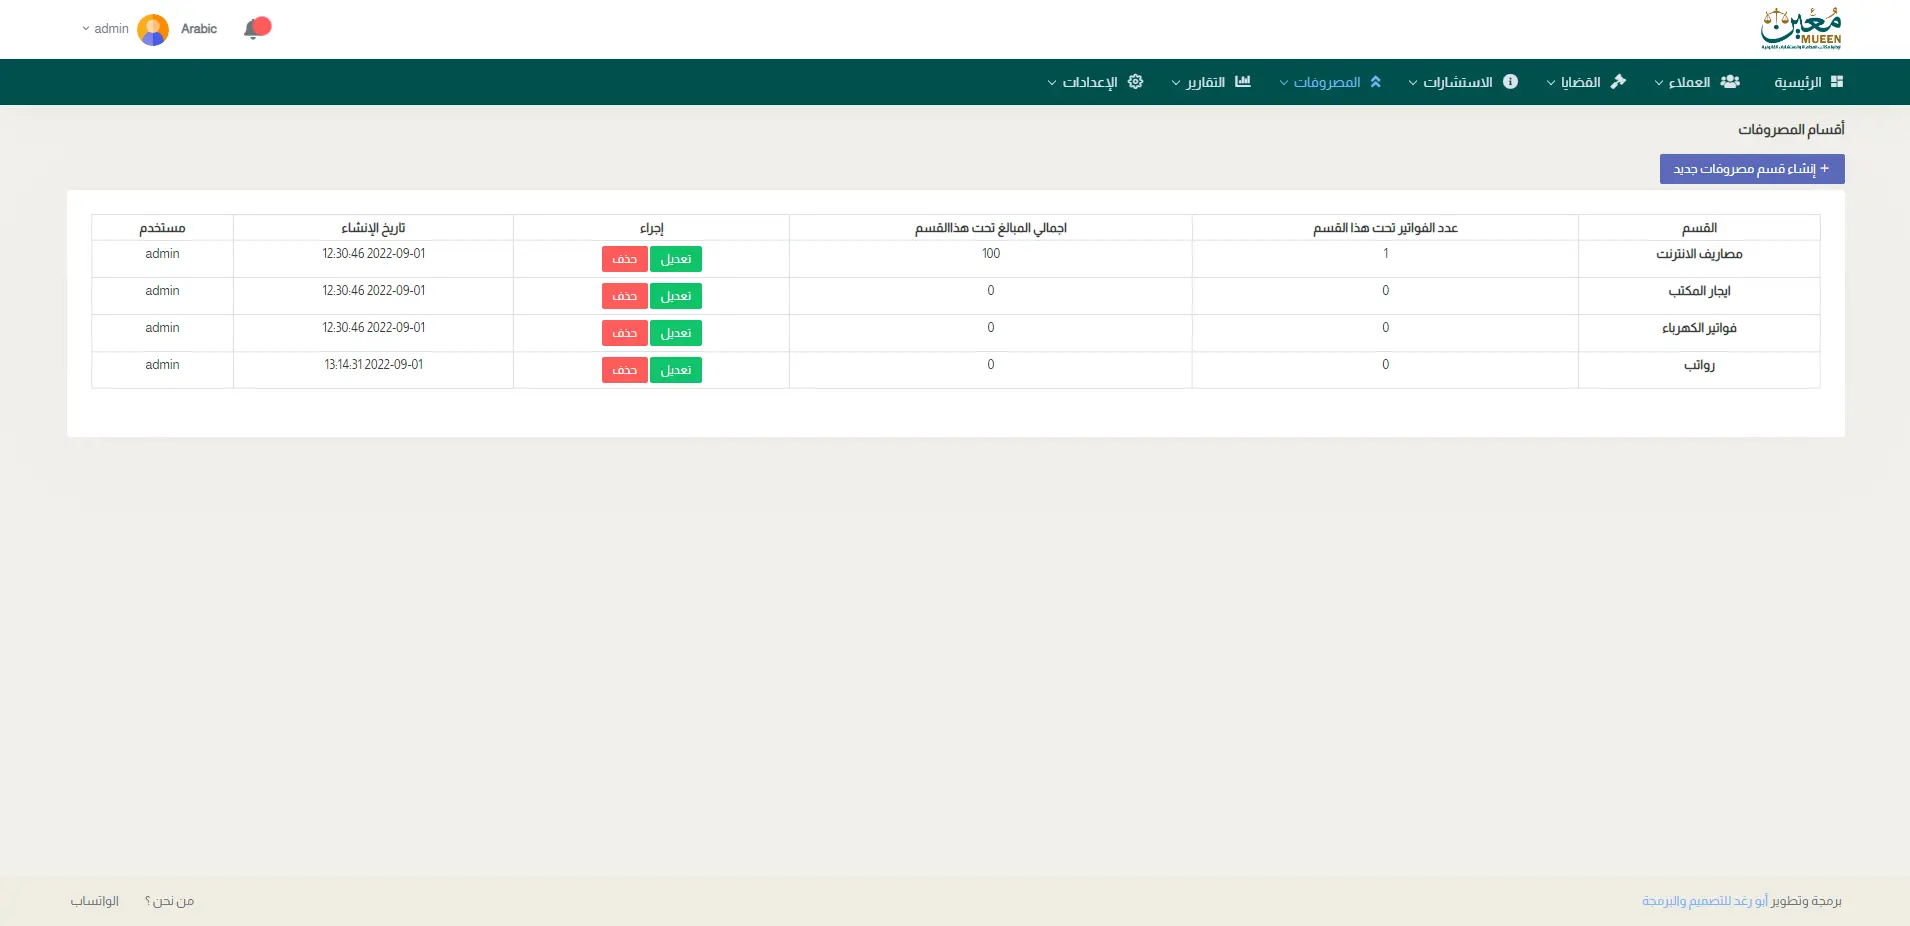 معين
MUEEN
Arabic
admin
الرئيسية
العملاء
القضايا
الاستشارات
المصروفات
التقارير
الإعدادات
أقسام المصروفات
+ إنشاء قسم مصروفات جديد
القسم عدد الفواتير تحت هذا القسم اجمالي المبالغ تحت هذاالقسم إجراء تاريخ الإنشاء مستخدم
مصاريف الانترنت 1 100 تعديل حذف 2022-09-01 12:30:46 admin
ايجار المكتب 0 0 تعديل حذف 2022-09-01 12:30:46 admin
فواتير الكهرباء 0 0 تعديل حذف 2022-09-01 12:30:46 admin
رواتب 0 0 تعديل حذف 2022-09-01 13:14:31 admin
برمجة وتطوير أبو رغد للتصميم والبرمجة
من نحن ؟
الواتساب